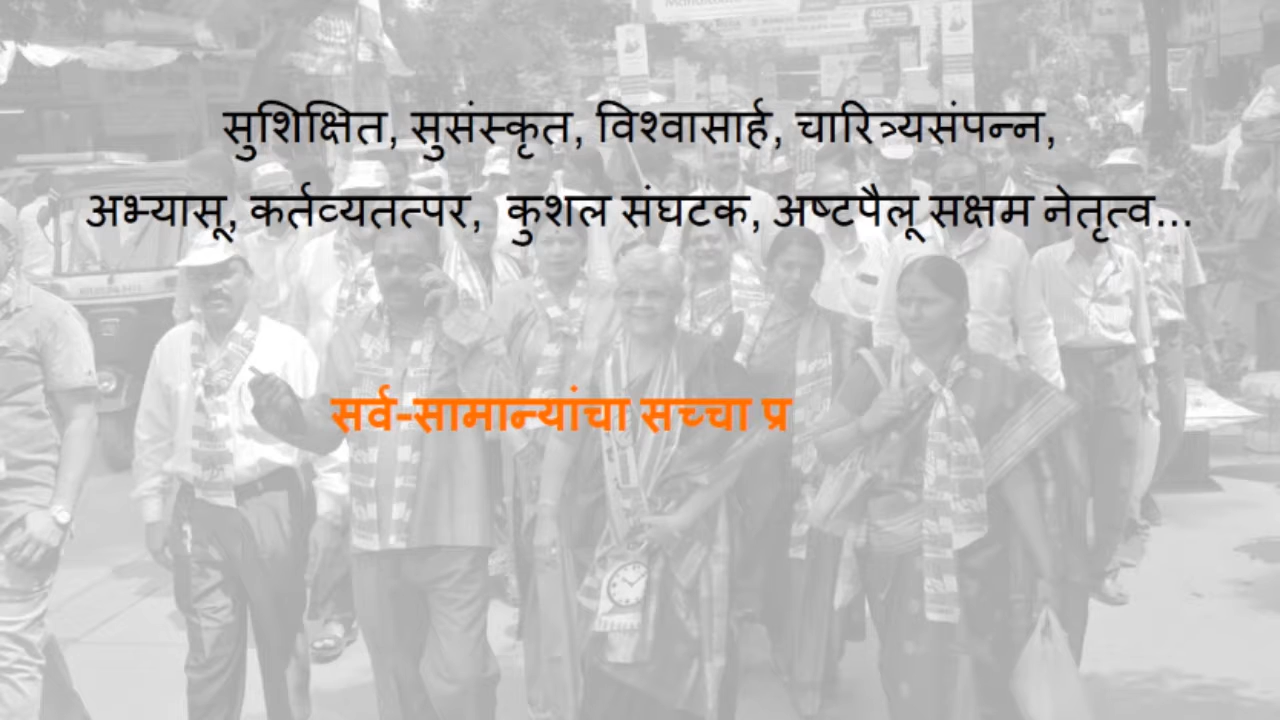 सुशिक्षित, सुसंस्कृत, विश्वासार्ह, चारित्र्यसंपन्न,
अभ्यासू, कर्तव्यतत्पर, कुशल संघटक, अष्टपैलू सक्षम नेतृत्व...
सर्व-सामान्यांचा सच्चा प्र